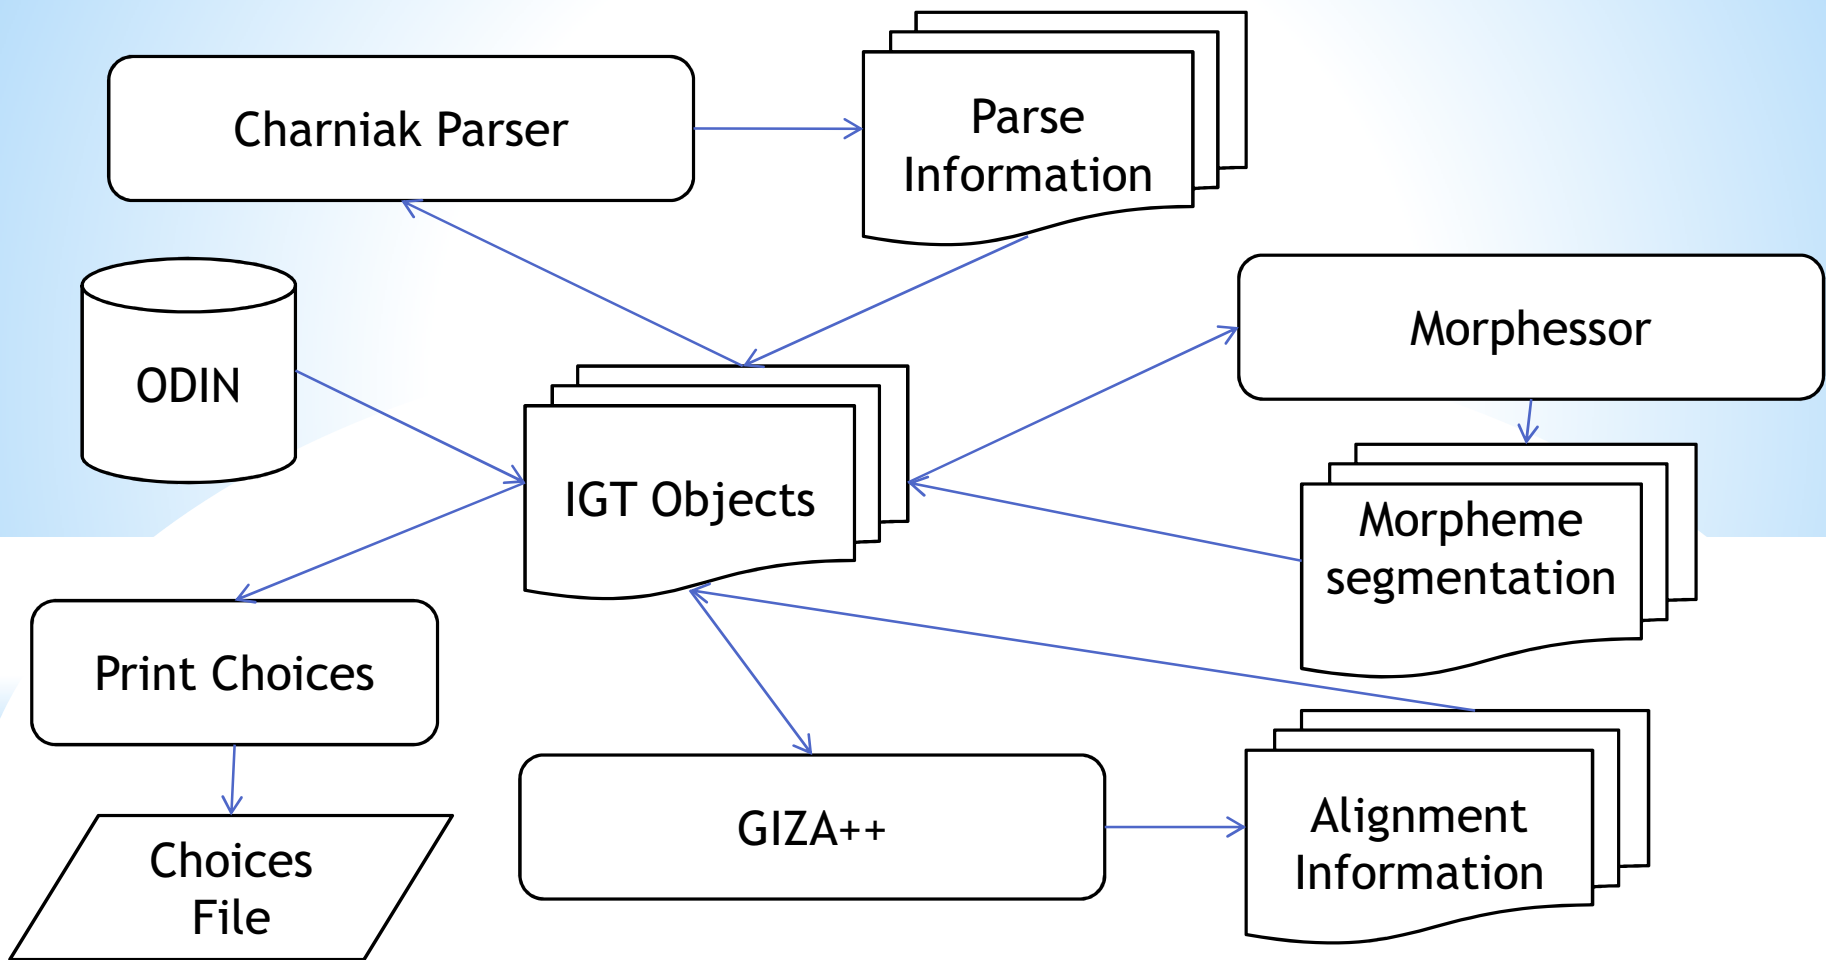 Charniak Parser
Parse
Information
ODIN
Morphessor
IGT Objects
Morpheme
segmentation
Print Choices
GIZA++
Alignment
Information
Choices
File